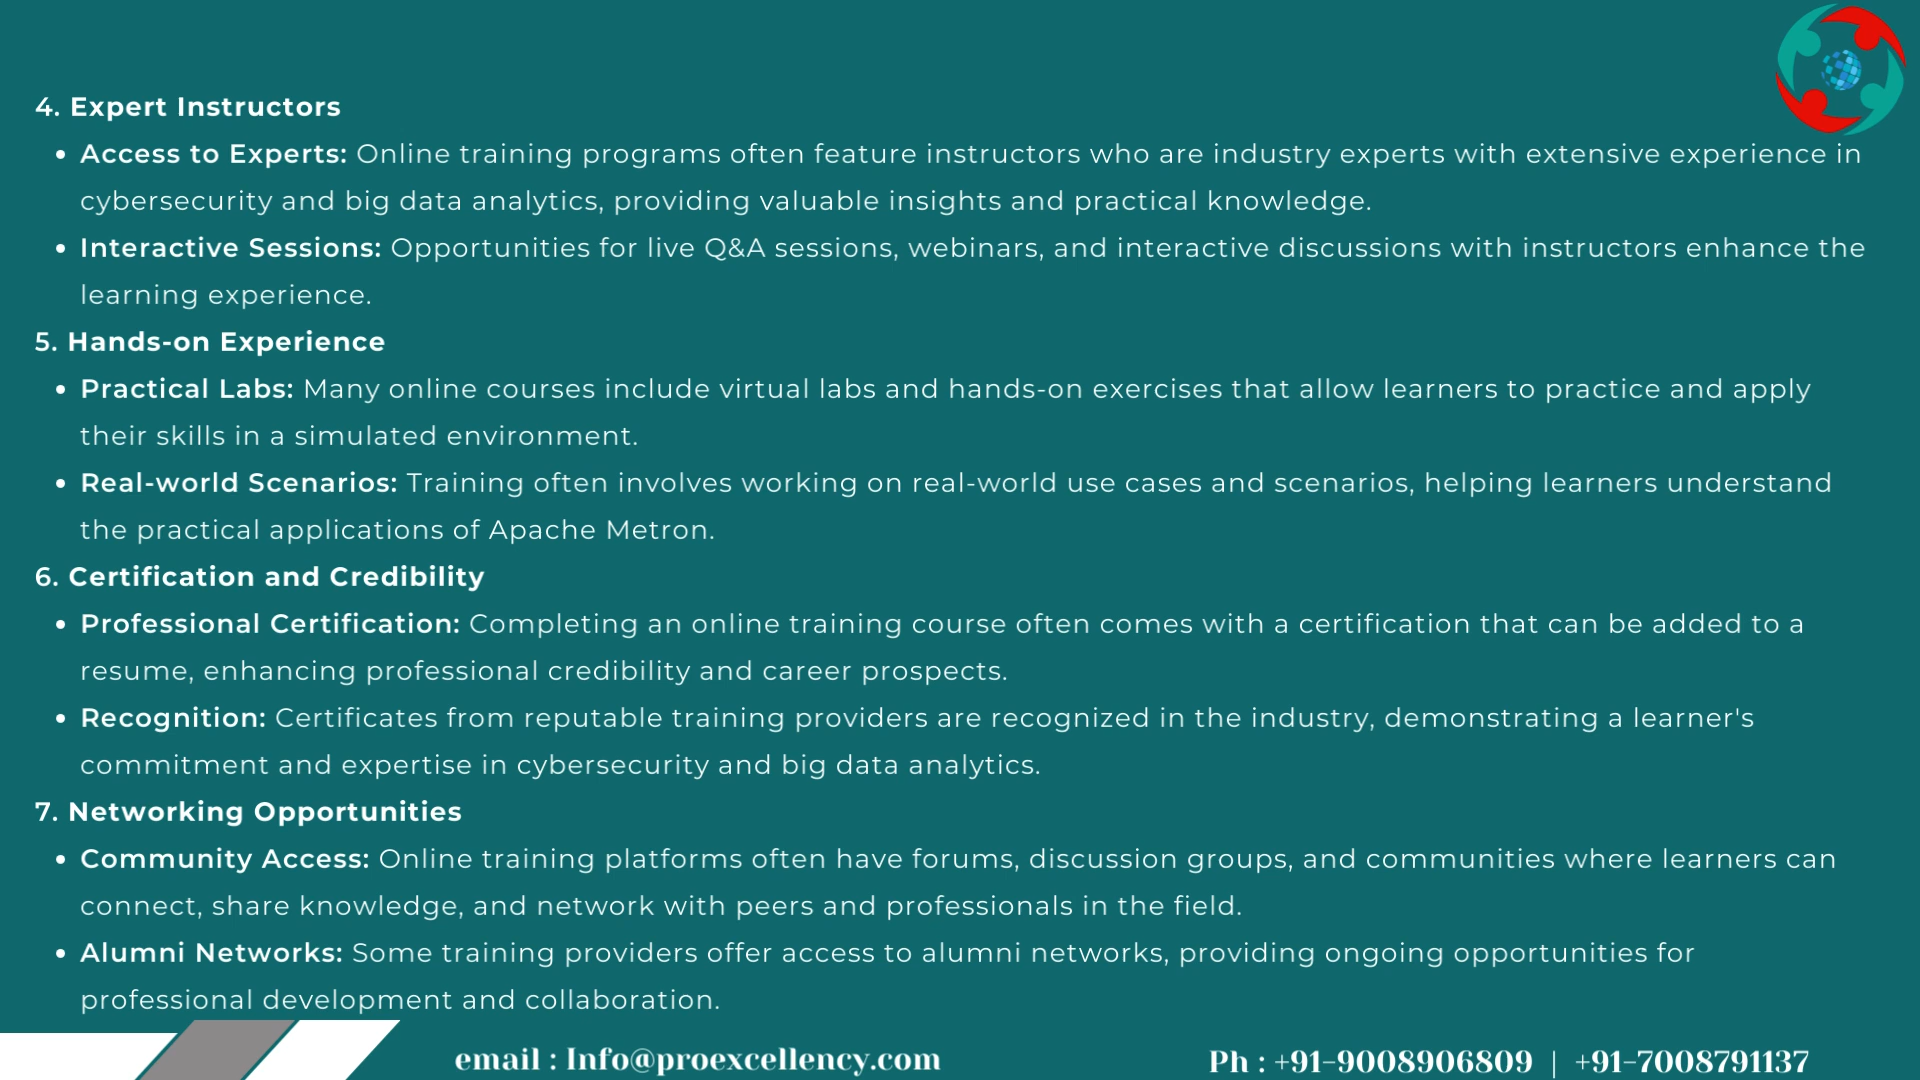 4. Expert Instructors
• Access to Experts: Online training programs often feature instructors who are industry experts with extensive experience in
cybersecurity and big data analytics, providing valuable insights and practical knowledge.
• Interactive Sessions: Opportunities for live Q&A sessions, webinars, and interactive discussions with instructors enhance the
learning experience.
5. Hands-on Experience
• Practical Labs: Many online courses include virtual labs and hands-on exercises that allow learners to practice and apply
their skills in a simulated environment.
• Real-world Scenarios: Training often involves working on real-world use cases and scenarios, helping learners understand
the practical applications of Apache Metron.
6. Certification and Credibility
• Professional Certification: Completing an online training course often comes with a certification that can be added to a
resume, enhancing professional credibility and career prospects.
• Recognition: Certificates from reputable training providers are recognized in the industry, demonstrating a learner's
commitment and expertise in cybersecurity and big data analytics.
7. Networking Opportunities
• Community Access: Online training platforms often have forums, discussion groups, and communities where learners can
connect, share knowledge, and network with peers and professionals in the field.
• Alumni Networks: Some training providers offer access to alumni networks, providing ongoing opportunities for
professional development and collaboration.
email : Info@proexcellency.com
Ph : +91-9008906809 | +91-7008791137